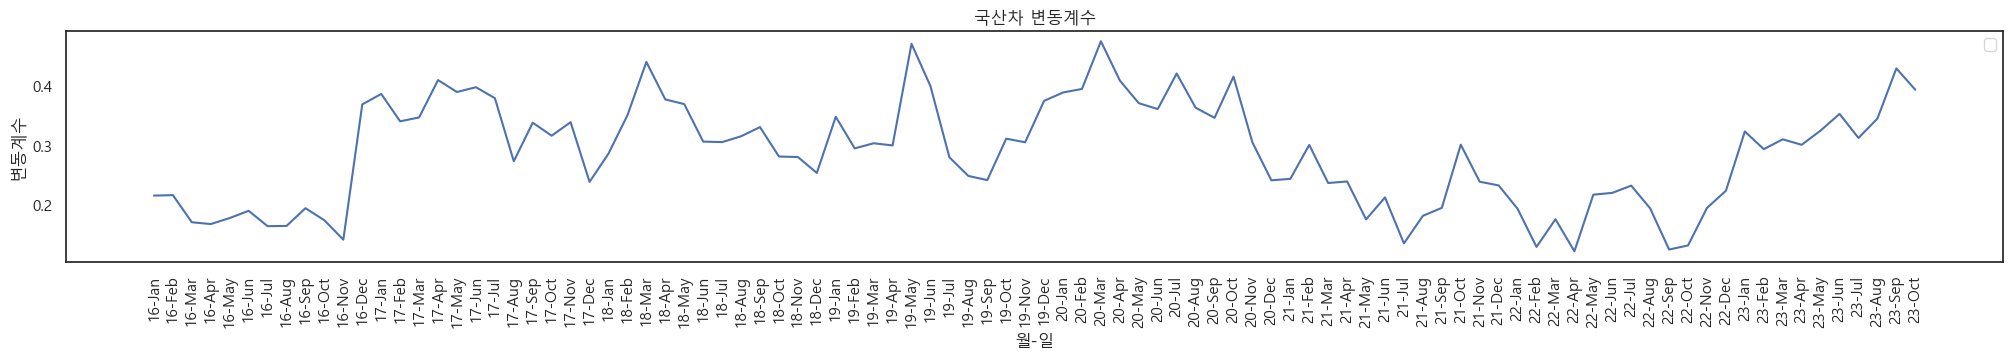 국산차 변동계수
변동계수
0.4
0.3
0.2
16-Jan
16-Feb
16-Mar
16-Apr
16-May
16-Jun
16-Jul
16-Aug
16-Sep
16-Oct
16-Nov
16-Dec
17-Jan
17-Feb
17-Mar
17-Apr
17-May
17-Jun
17-Jul
17-Aug
17-Sep
17-Oct
17-Nov
17-Dec
18-Jan
18-Feb
18-Mar
18-Apr
18-May
18-Jun
18-Jul
18-Aug
18-Sep
18-Oct
18-Nov
18-Dec
19-Jan
19-Feb
19-Mar
19-Apr
19-May
19-Jun
19-Jul
19-Aug
19-Sep
19-Oct
19-Nov
19-Dec
20-Jan
20-Feb
20-Mar
20-Apr
20-May
20-Jun
20-Jul
20-Aug
20-Sep
20-Oct
20-Nov
20-Dec
21-Jan
21-Feb
21-Mar
21-Apr
21-May
21-Jun
21-Jul
21-Aug
21-Sep
21-Oct
21-Nov
21-Dec
22-Jan
22-Feb
22-Mar
22-Apr
22-May
22-Jun
22-Jul
22-Aug
22-Sep
22-Oct
22-Nov
22-Dec
23-Jan
23-Feb
23-Mar
23-Apr
23-May
23-Jun
23-Jul
23-Aug
23-Sep
23-Oct
월-일